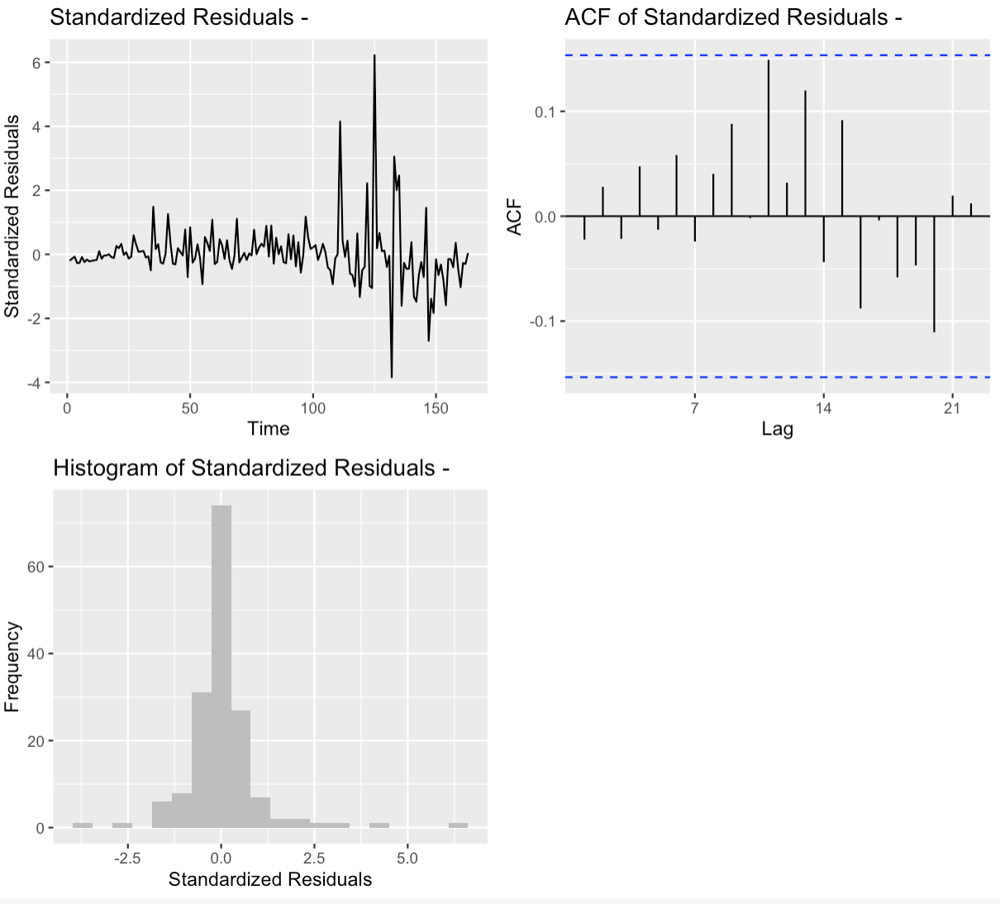 Standardized Residuals -
Standardized Residuals
6
4
2
0
-2
-4
0 50 100 150
Time
ACF of Standardized Residuals -
ACF
0.1
0.0
-0.1
7 14 21
Lag
Histogram of Standardized Residuals -
Frequency
60
40
20
0
-2.5 0.0 2.5 5.0
Standardized Residuals